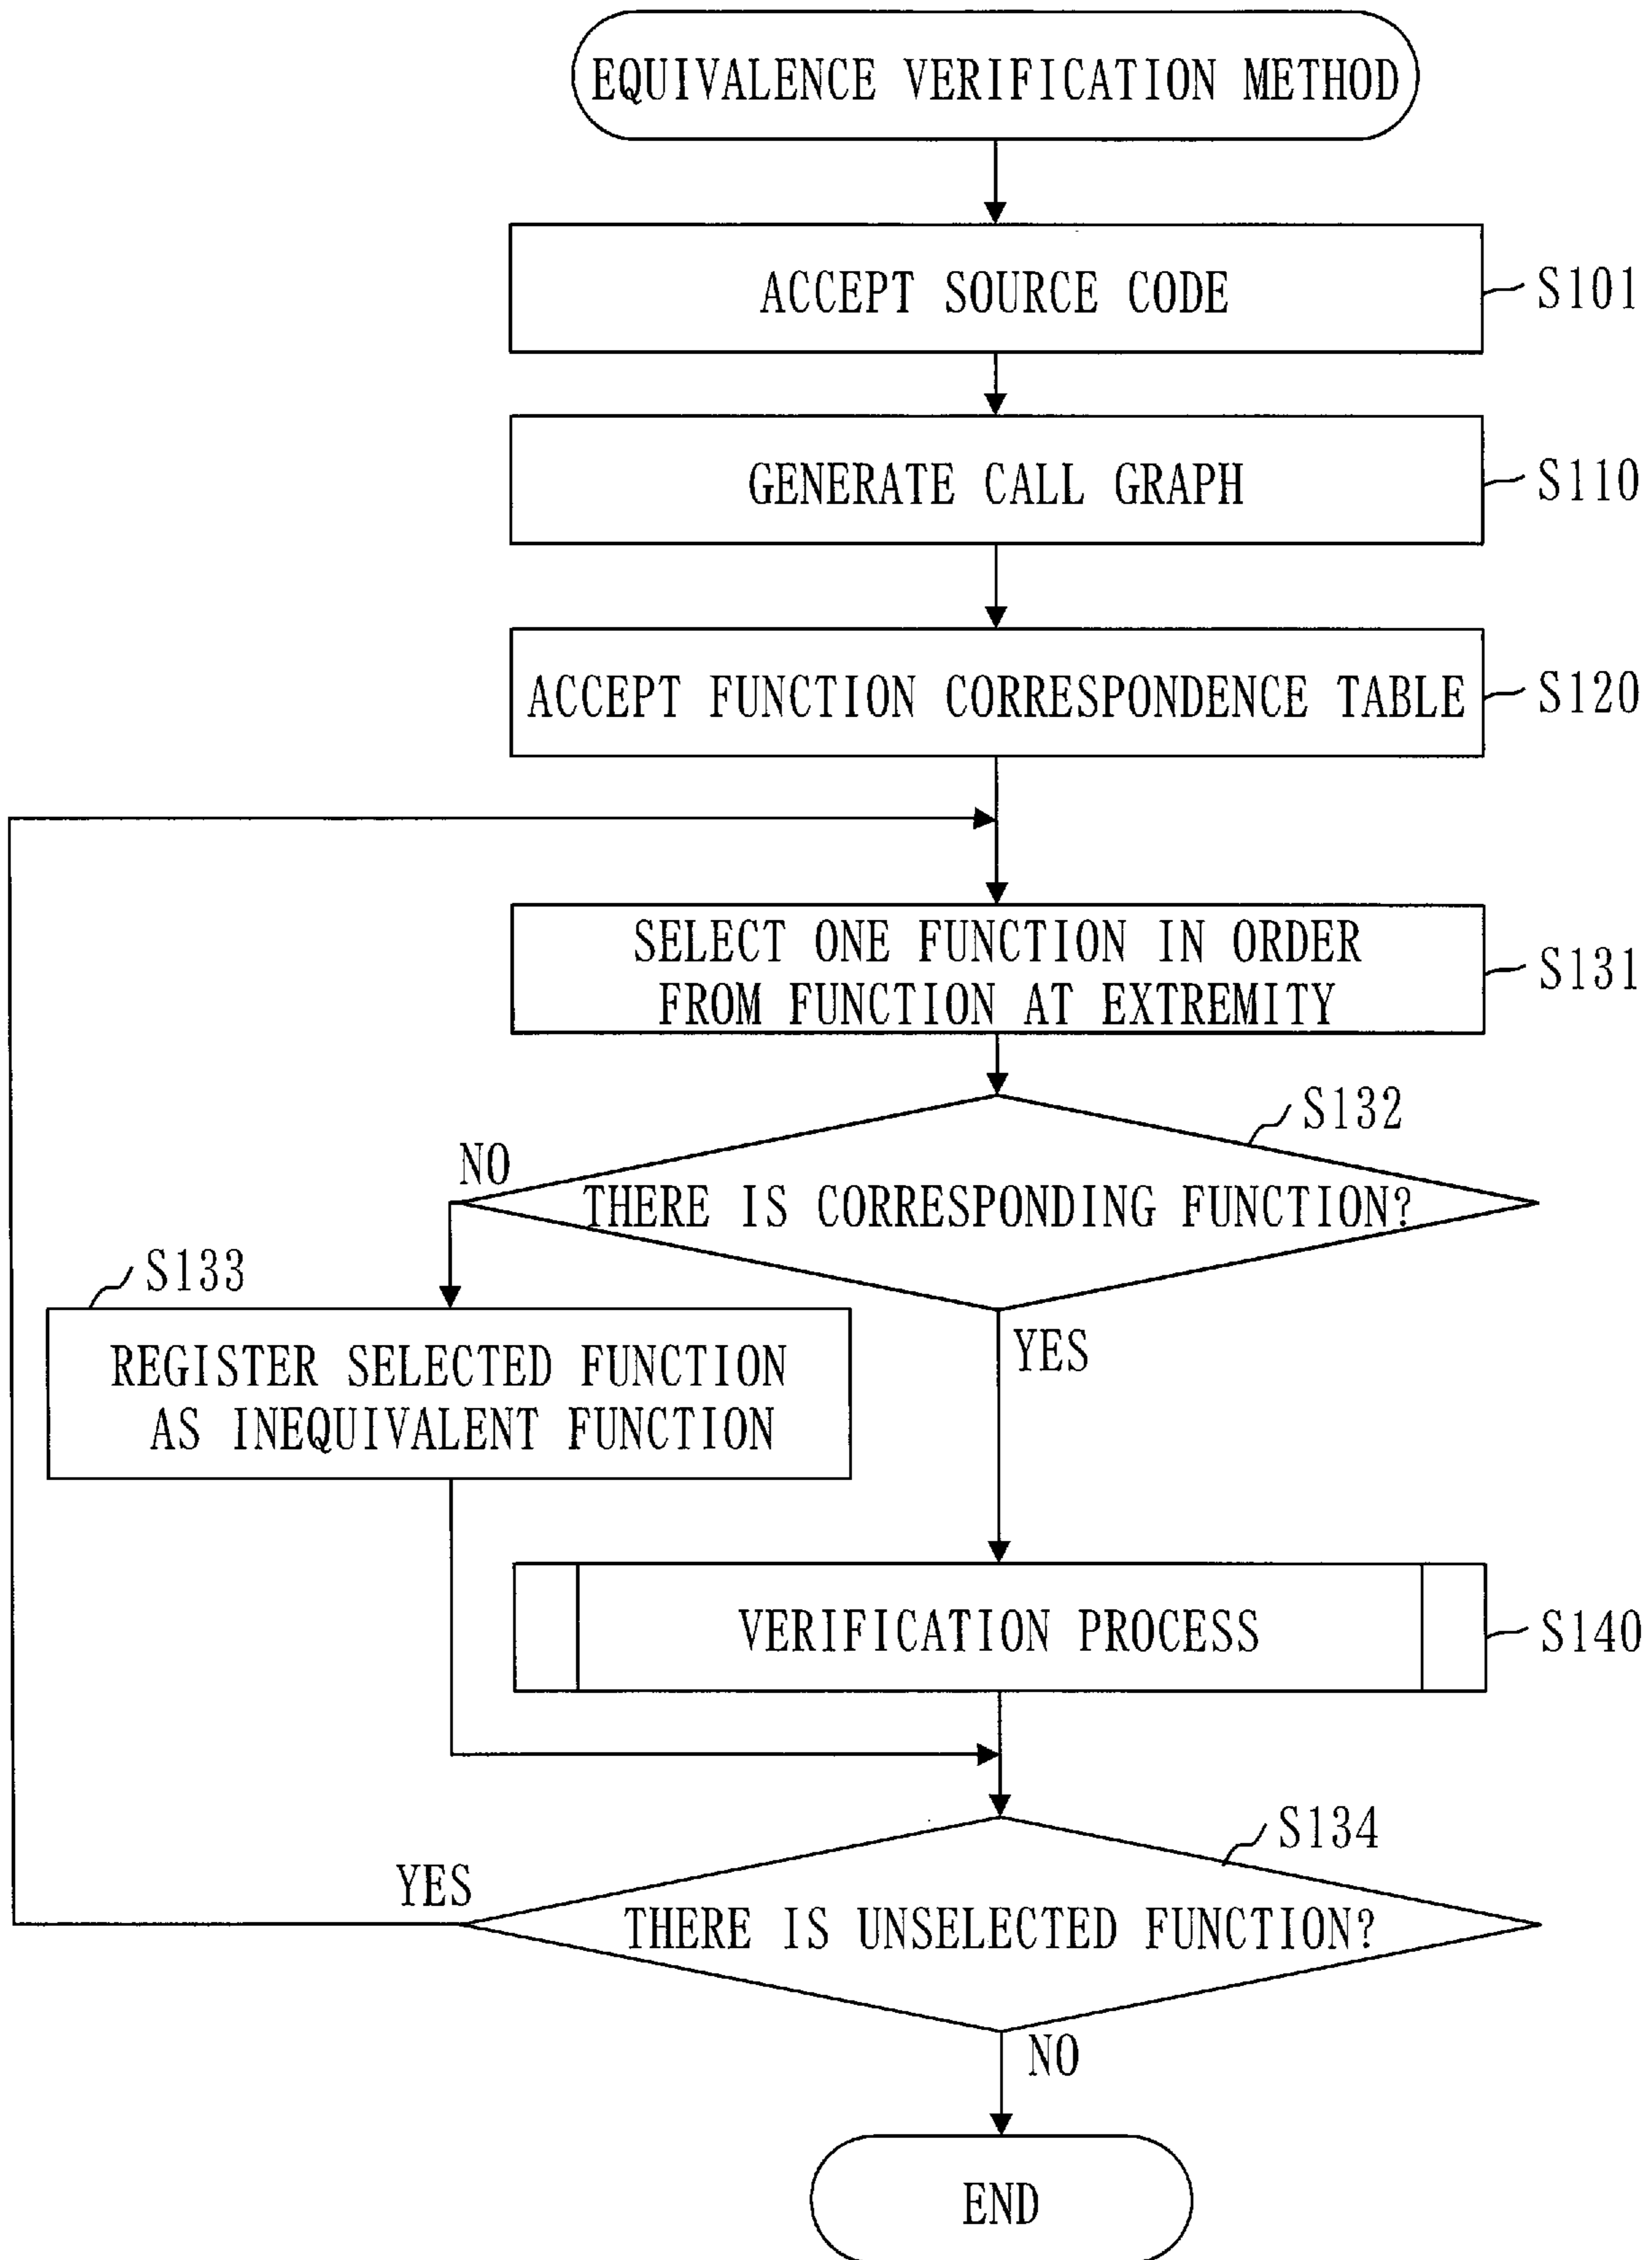 EQUIVALENCE VERIFICATION METHOD
ACCEPT SOURCE CODE
S101
GENERATE CALL GRAPH
S110
ACCEPT FUNCTION CORRESPONDENCE TABLE
S120
SELECT ONE FUNCTION IN ORDER
FROM FUNCTION AT EXTREMITY
S131
S132
NO
THERE IS CORRESPONDING FUNCTION?
S133
YES
REGISTER SELECTED FUNCTION
AS INEQUIVALENT FUNCTION
VERIFICATION PROCESS
S140
S134
YES
THERE IS UNSELECTED FUNCTION?
NO
END